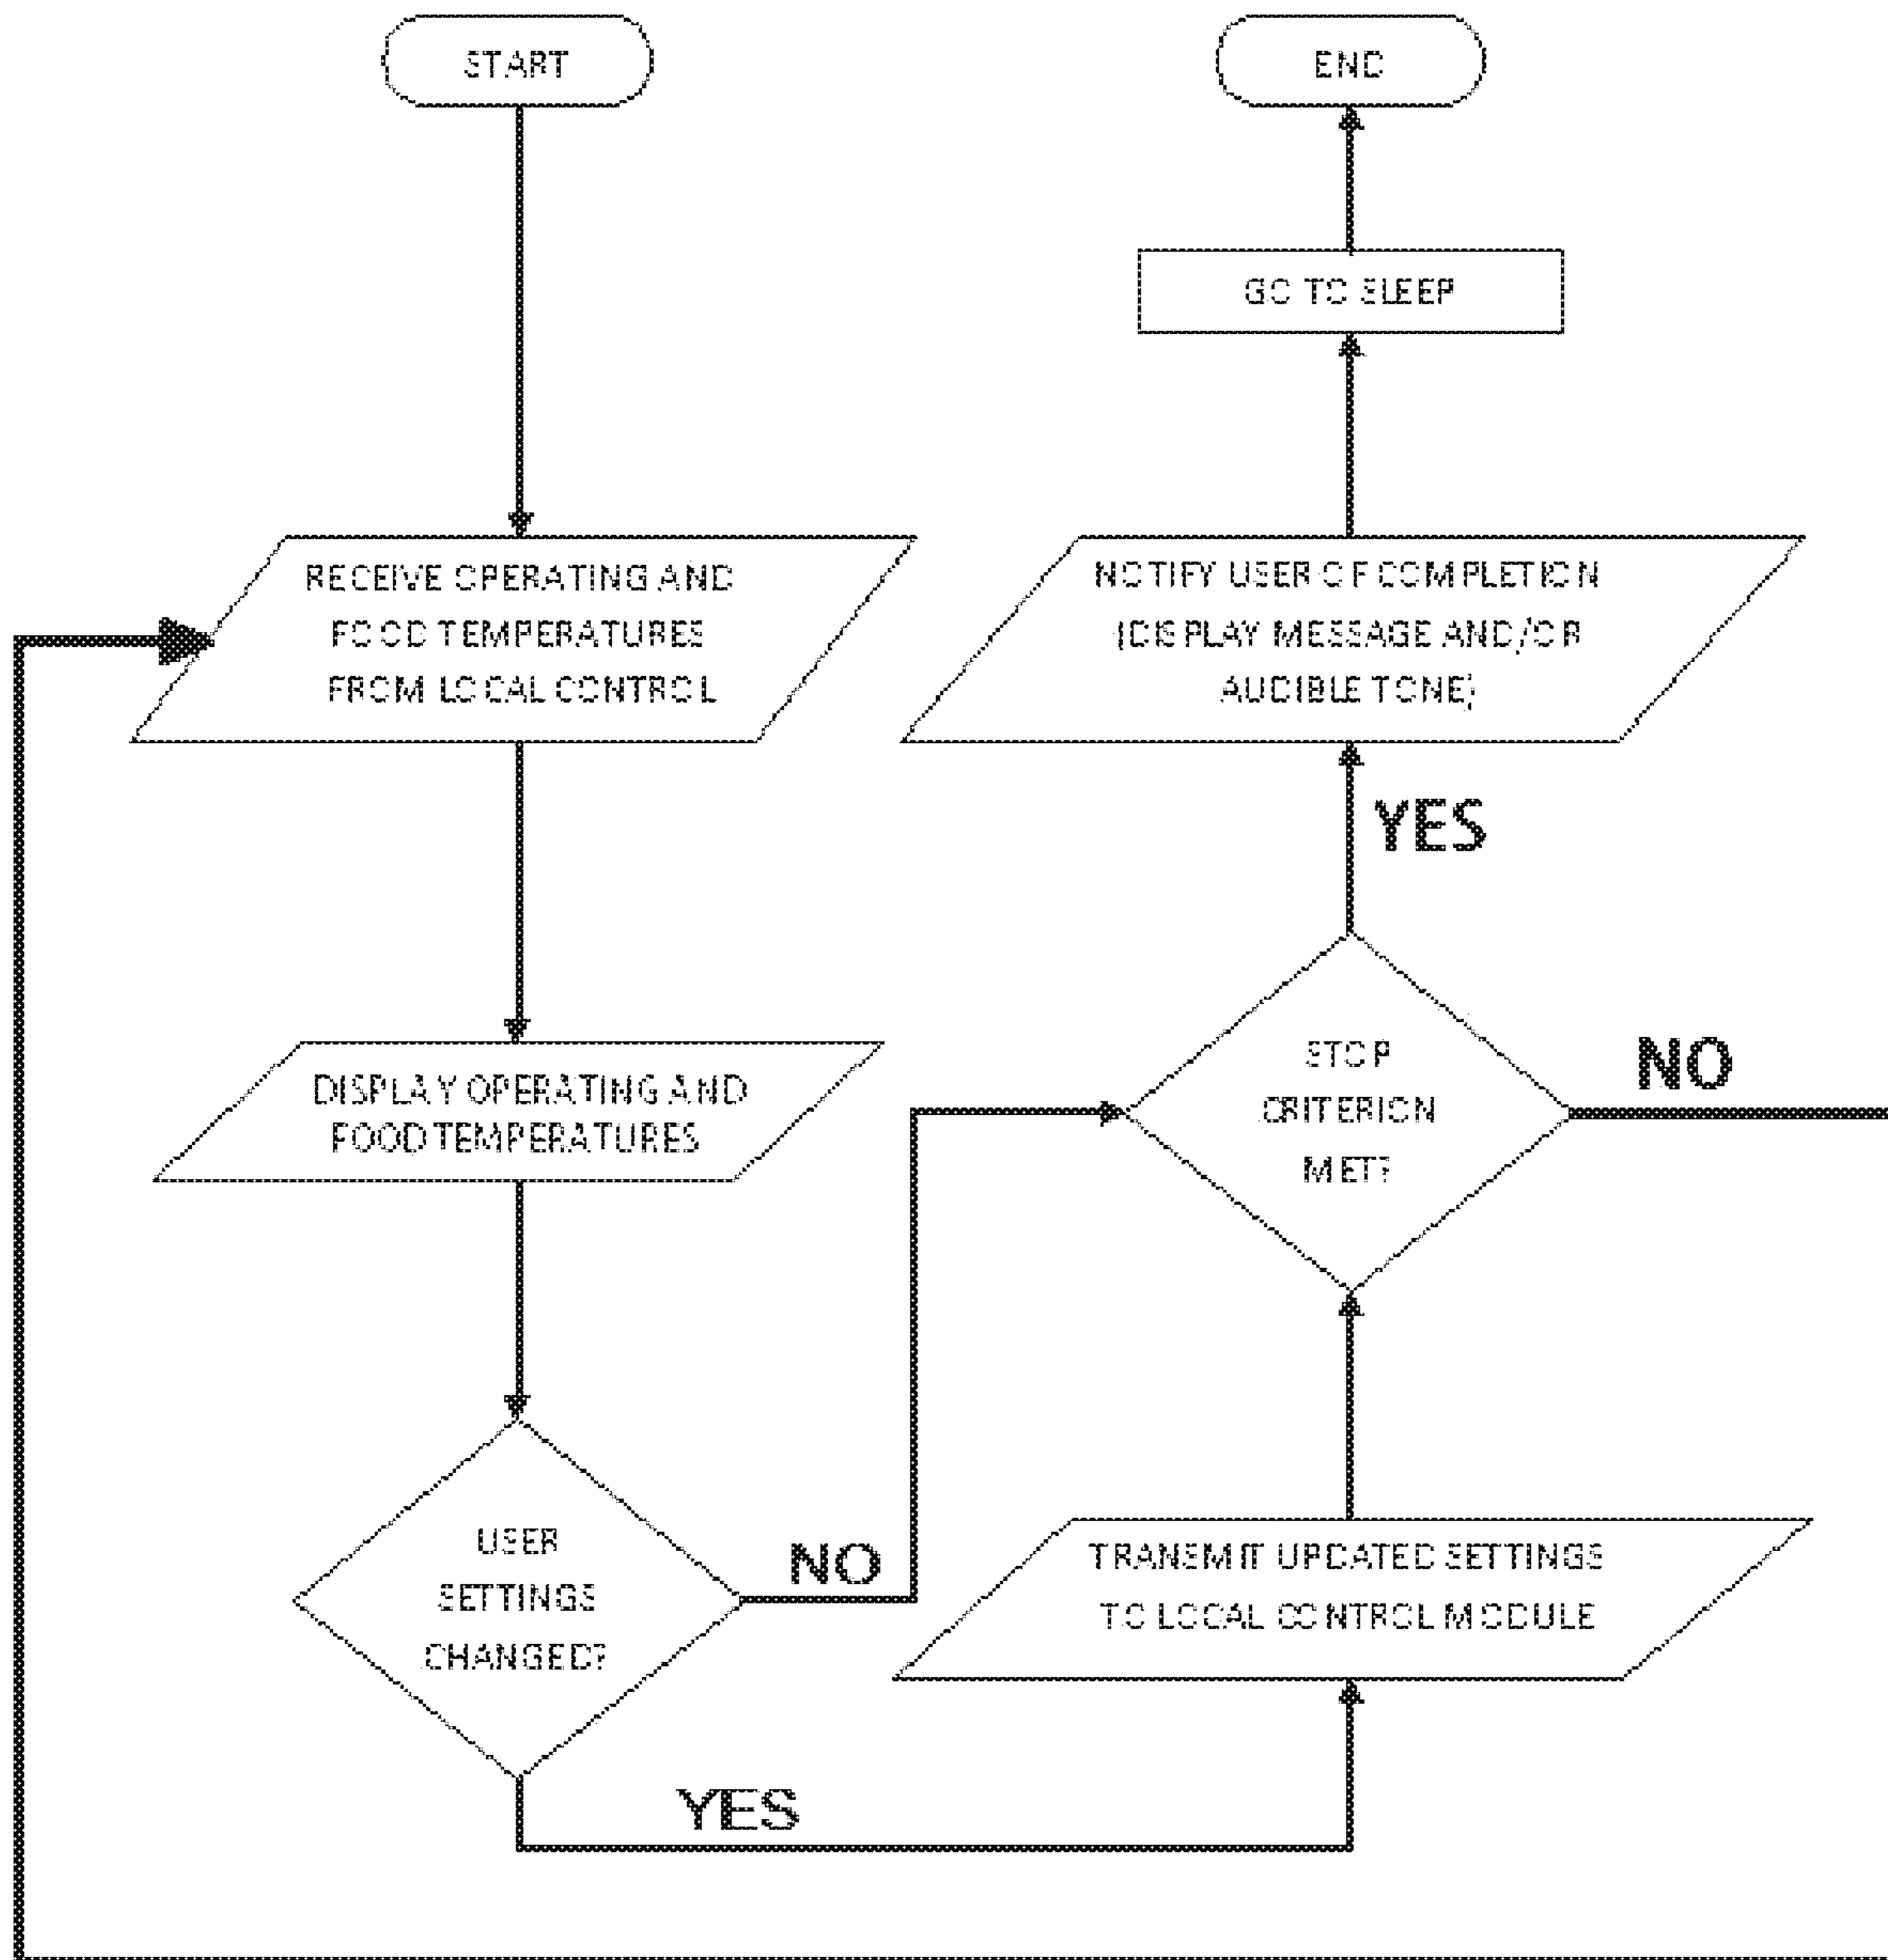 START
END
GO TO SLEEP
RECEIVE OPERATING AND
FOOD TEMPERATURES
FROM LOCAL CONTROL
NOTIFY USER OF COMPLETION
(DISPLAY MESSAGE AND/OR
AUDIBLE TONE)
YES
DISPLAY OPERATING AND
FOOD TEMPERATURES
STOP
CRITERION
MET?
NO
USER
SETTINGS
CHANGED?
NO
TRANSMIT UPDATED SETTINGS
TO LOCAL CONTROL MODULE
YES